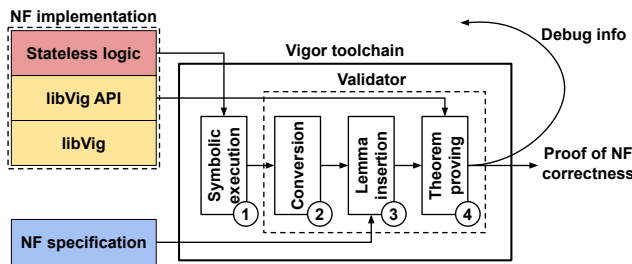 NF implementation
Stateless logic
libVig API
libVig
NF specification
Vigor toolchain
Validator
Symbolic
execution
1
Conversion
2
Lemma
insertion
3
Theorem
proving
4
Debug info
Proof of NF
correctness